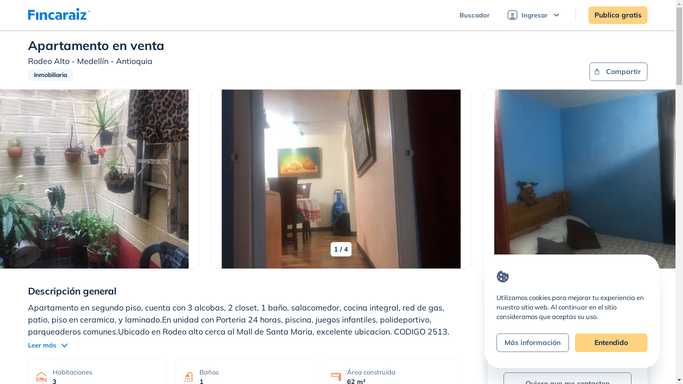 Fincaraiz
Buscador
Ingresar
Publica gratis
Apartamento en venta
Rodeo Alto - Medellín - Antioquia
Inmobiliaria
Compartir
1 / 4
Descripción general
Apartamento en segundo piso, cuenta con 3 alcobas, 2 closet, 1 baño, salacomedor, cocina integral, red de gas,
patio, piso en ceramica, y laminado.En unidad con Porteria 24 horas, piscina, juegos infantiles, polideportivo,
parqueaderos comunes.Ubicado en Rodeo alto cerca al Mall de Santa Maria, excelente ubicacion. CODIGO 2513.
Leer más
Habitaciones
3
Baños
1
Área construida
62 m²
Utilizamos cookies para mejorar tu experiencia en
nuestro sitio web. Al continuar en el sitio
consideramos que aceptas su uso.
Más información
Entendido
Quiero que me contacten